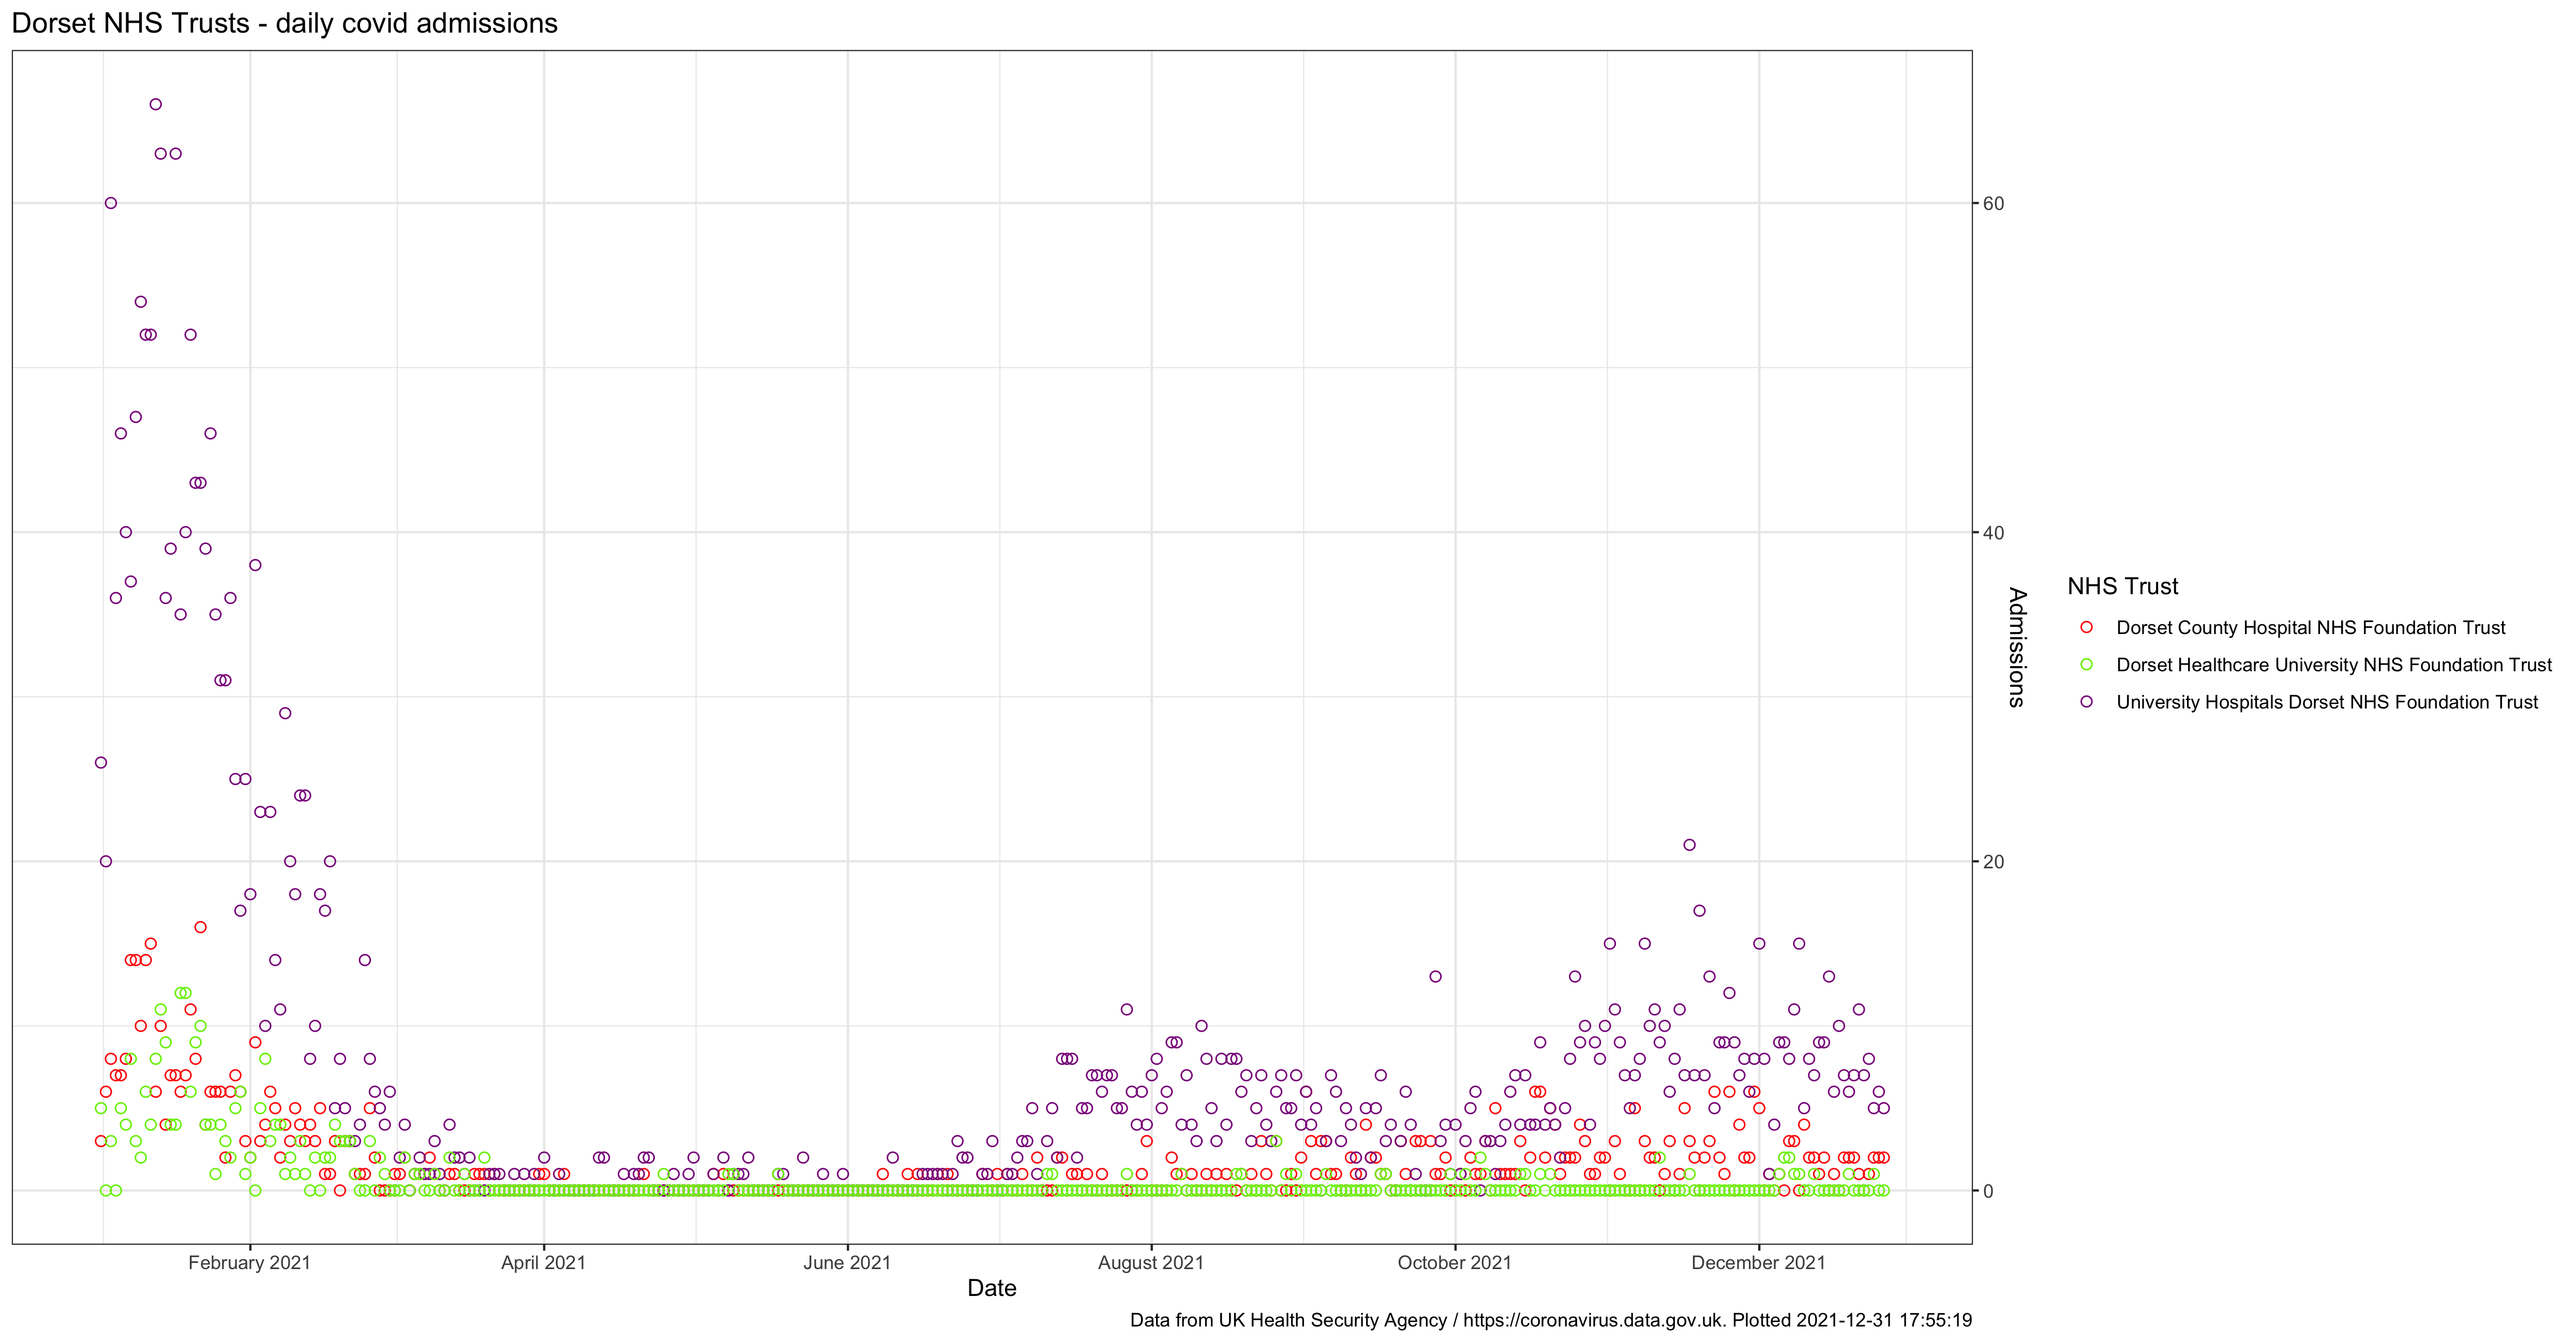 Dorset NHS Trusts - daily covid admissions
60
40
20
0
Admissions
NHS Trust
Dorset County Hospital NHS Foundation Trust
Dorset Healthcare University NHS Foundation Trust
University Hospitals Dorset NHS Foundation Trust
February 2021
April 2021
June 2021
August 2021
October 2021
December 2021
Date
Data from UK Health Security Agency / https://coronavirus.data.gov.uk. Plotted 2021-12-31 17:55:19